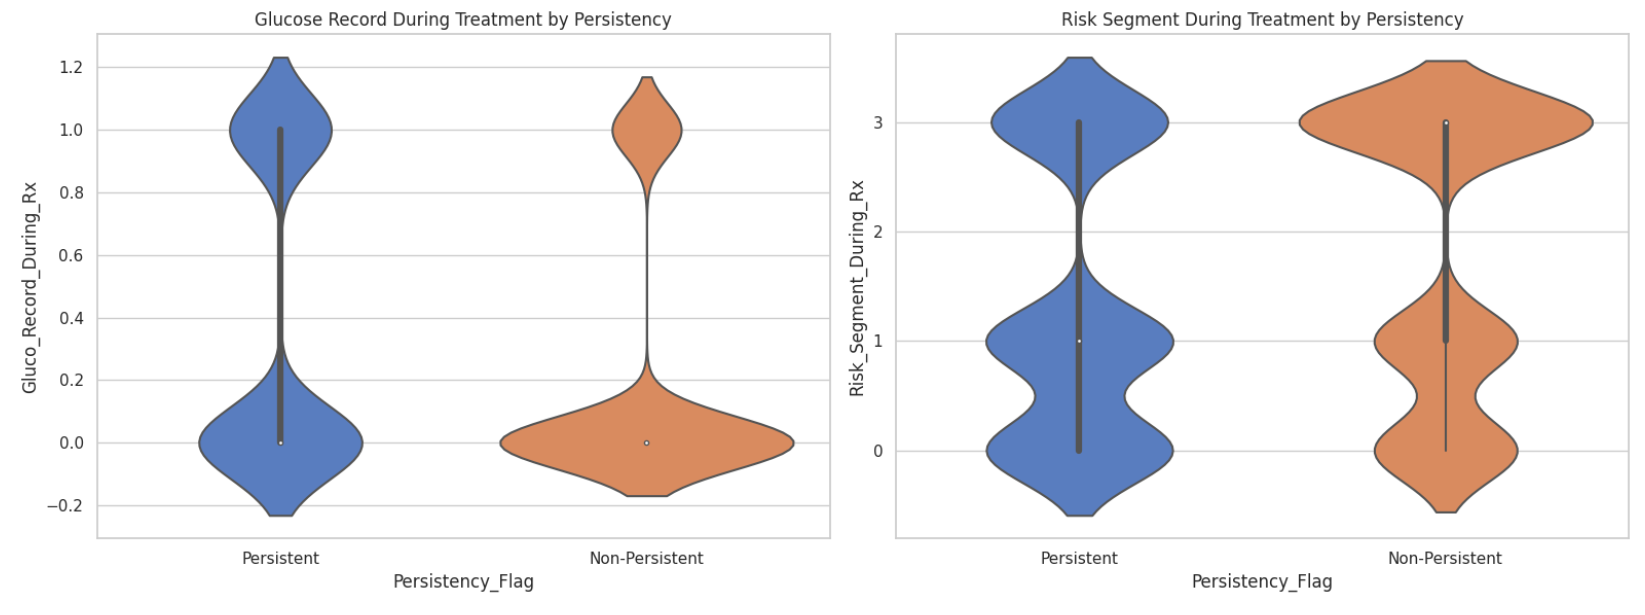 Glucose Record During Treatment by Persistency
Gluco_Record_During_Rx
1.2
1.0
0.8
0.6
0.4
0.2
0.0
−0.2
Persistent
Non-Persistent
Persistency_Flag
Risk Segment During Treatment by Persistency
Risk_Segment_During_Rx
3
2
1
0
Persistent
Non-Persistent
Persistency_Flag